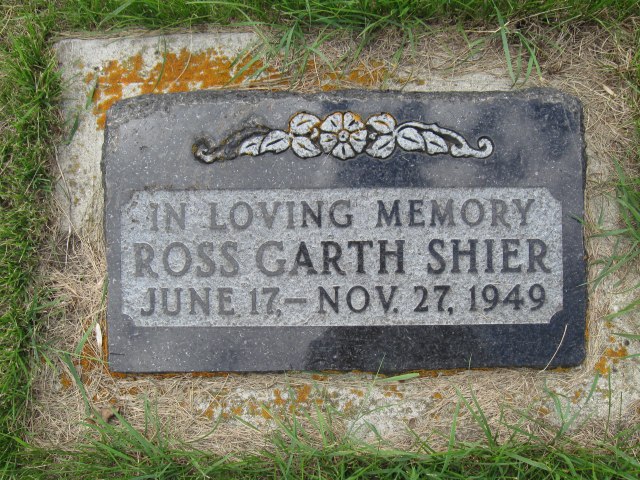 IN LOVING MEMORY
ROSS GARTH SHIER
JUNE 17,–NOV. 27, 1949